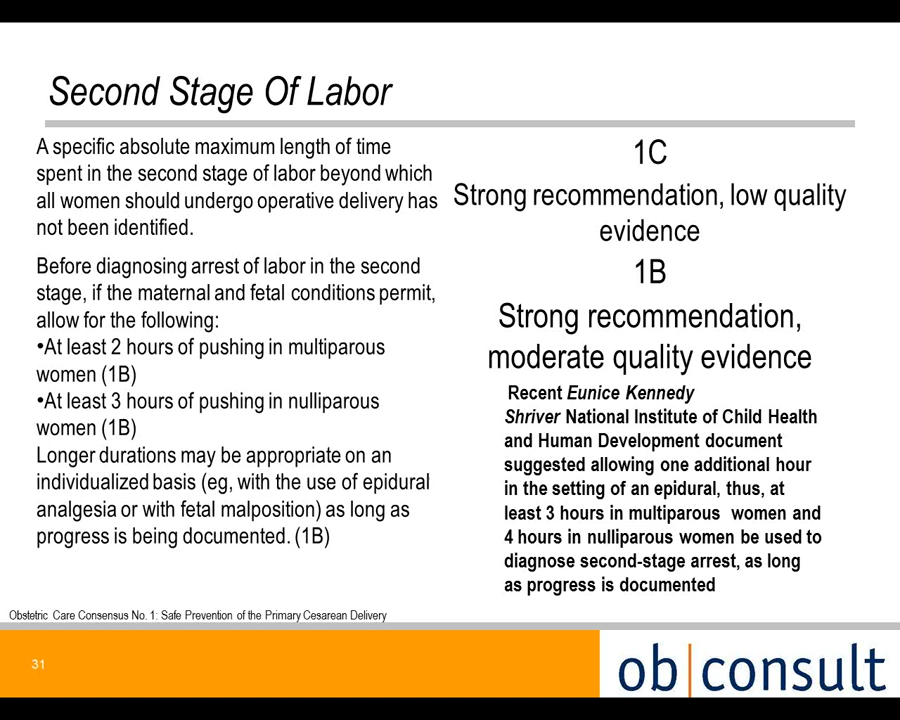 Second Stage Of Labor
A specific absolute maximum length of time
spent in the second stage of labor beyond which
all women should undergo operative delivery has
not been identified.
Before diagnosing arrest of labor in the second
stage, if the maternal and fetal conditions permit,
allow for the following:
•At least 2 hours of pushing in multiparous
women (1B)
•At least 3 hours of pushing in nulliparous
women (1B)
Longer durations may be appropriate on an
individualized basis (eg, with the use of epidural
analgesia or with fetal malposition) as long as
progress is being documented. (1B)
1C
Strong recommendation, low quality
evidence
1B
Strong recommendation,
moderate quality evidence
Recent Eunice Kennedy
Shriver National Institute of Child Health
and Human Development document
suggested allowing one additional hour
in the setting of an epidural, thus, at
least 3 hours in multiparous women and
4 hours in nulliparous women be used to
diagnose second-stage arrest, as long
as progress is documented
Obstetric Care Consensus No. 1: Safe Prevention of the Primary Cesarean Delivery
31
ob|consult